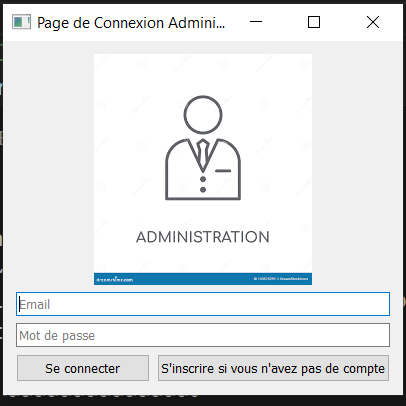 Page de Connexion Admini...
ADMINISTRATION
dreamstime.com
Email
Mot de passe
Se connecter
S'inscrire si vous n'avez pas de compte